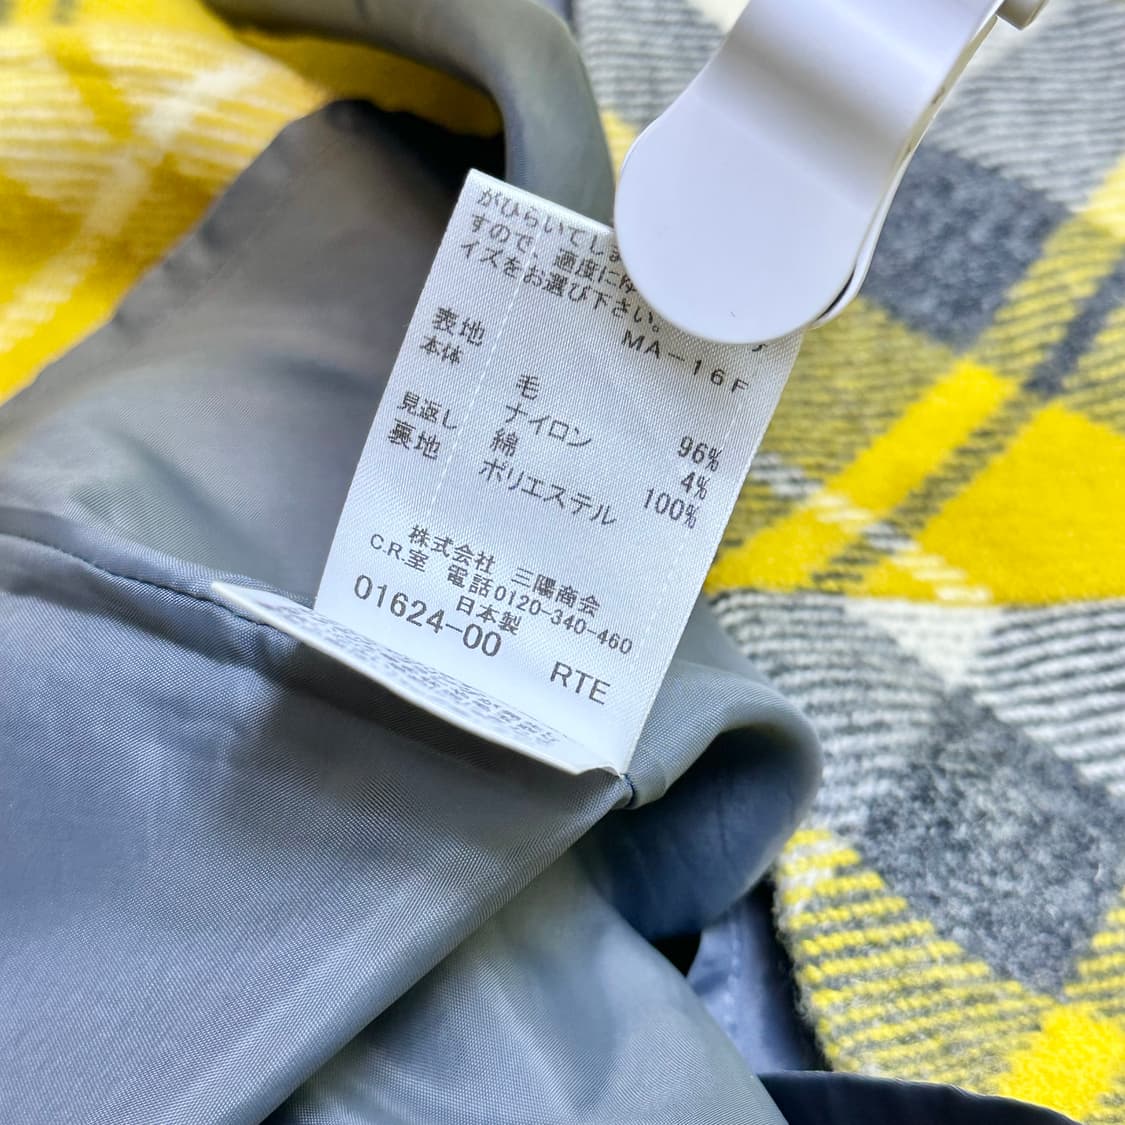 がひらいてしま
すので、適度に
イズをお選び下さい。
MA-16F
表地
本体 毛 96%
ナイロン 4%
見返し 綿 100%
裏地 ポリエステル
株式会社 三陽商会
C.R.室 電話0120-340-460
日本製
01624-00
RTE